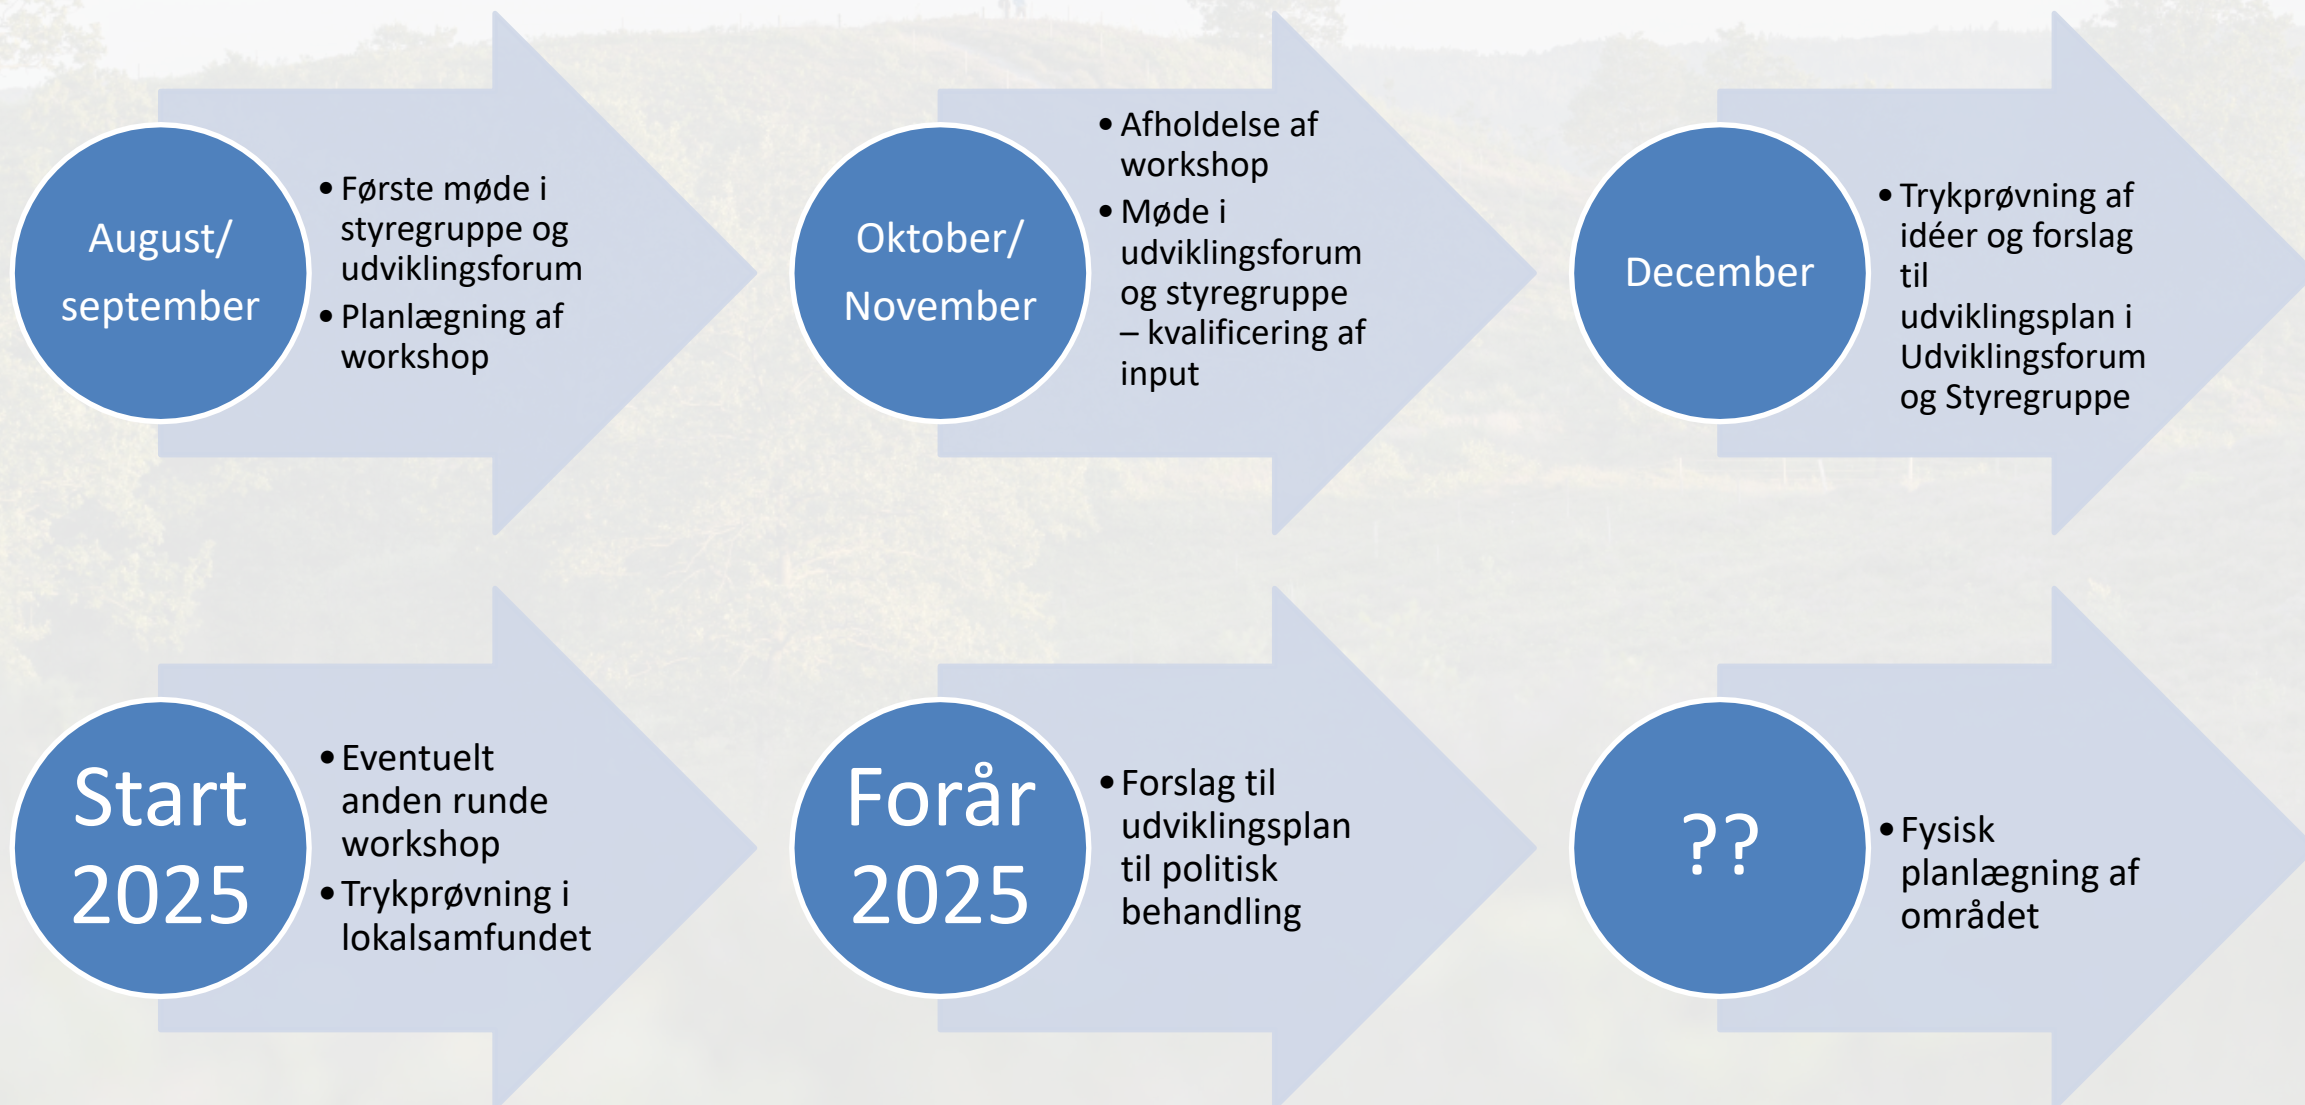 August/
september
• Første møde i
styregruppe og
udviklingsforum
• Planlægning af
workshop
Oktober/
November
• Afholdelse af
workshop
• Møde i
udviklingsforum
og styregruppe
– kvalificering af
input
December
• Trykprøvning af
idéer og forslag
til
udviklingsplan i
Udviklingsforum
og Styregruppe
Start
2025
• Eventuelt
anden runde
workshop
• Trykprøvning i
lokalsamfundet
Forår
2025
• Forslag til
udviklingsplan
til politisk
behandling
??
• Fysisk
planlægning af
området